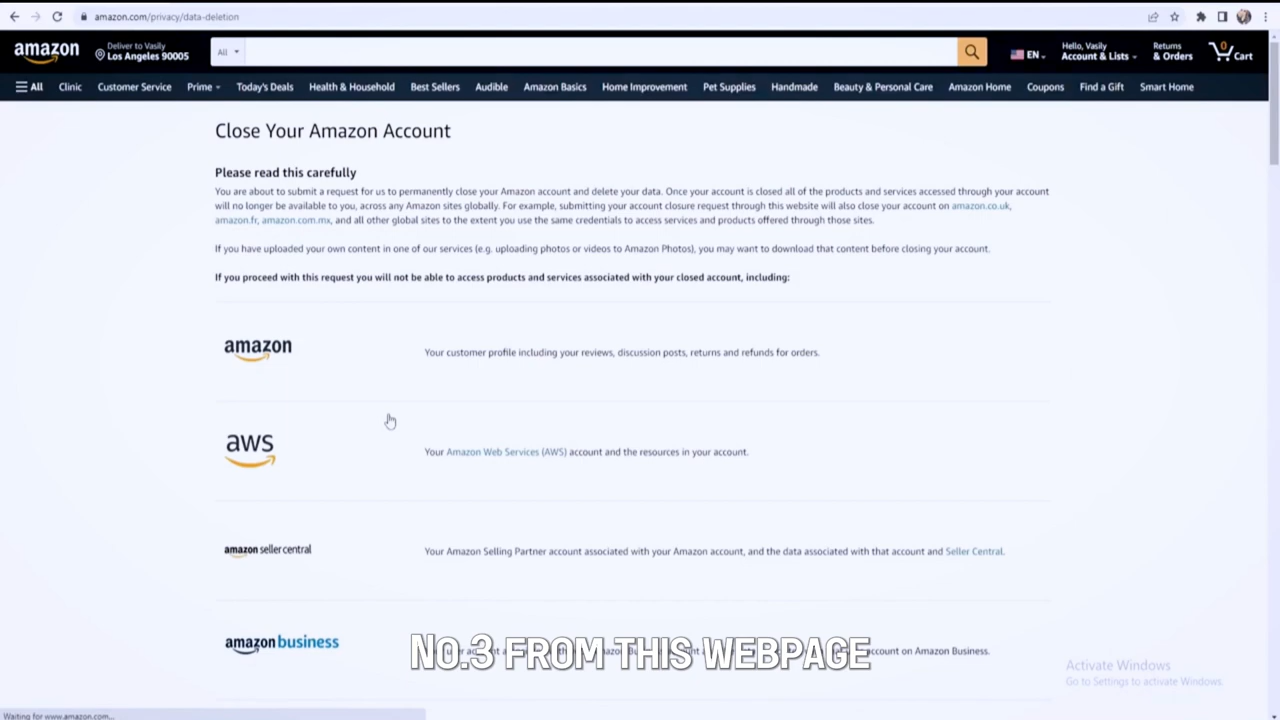 amazon.com/privacy/data-deletion
amazon
Deliver to Vasily
Los Angeles 90005
All
EN
Hello, Vasily
Account & Lists
Returns
& Orders
0
Cart
All
Clinic
Customer Service
Prime
Today's Deals
Health & Household
Best Sellers
Audible
Amazon Basics
Home Improvement
Pet Supplies
Handmade
Beauty & Personal Care
Amazon Home
Coupons
Find a Gift
Smart Home
Close Your Amazon Account
Please read this carefully
You are about to submit a request for us to permanently close your Amazon account and delete your data. Once your account is closed all of the products and services accessed through your account
will no longer be available to you, across any Amazon sites globally. For example, submitting your account closure request through this website will also close your account on amazon.co.uk,
amazon.fr, amazon.com.mx, and all other global sites to the extent you use the same credentials to access services and products offered through those sites.
If you have uploaded your own content in one of our services (e.g. uploading photos or videos to Amazon Photos), you may want to download that content before closing your account.
If you proceed with this request you will not be able to access products and services associated with your closed account, including:
amazon
Your customer profile including your reviews, discussion posts, returns and refunds for orders.
aws
Your Amazon Web Services (AWS) account and the resources in your account.
amazon seller central
Your Amazon Selling Partner account associated with your Amazon account, and the data associated with that account and Seller Central.
amazon business
account on Amazon Business.
NO.3 FROM THIS WEBPAGE
Activate Windows
Go to Settings to activate Windows.
Waiting for www.amazon.com...